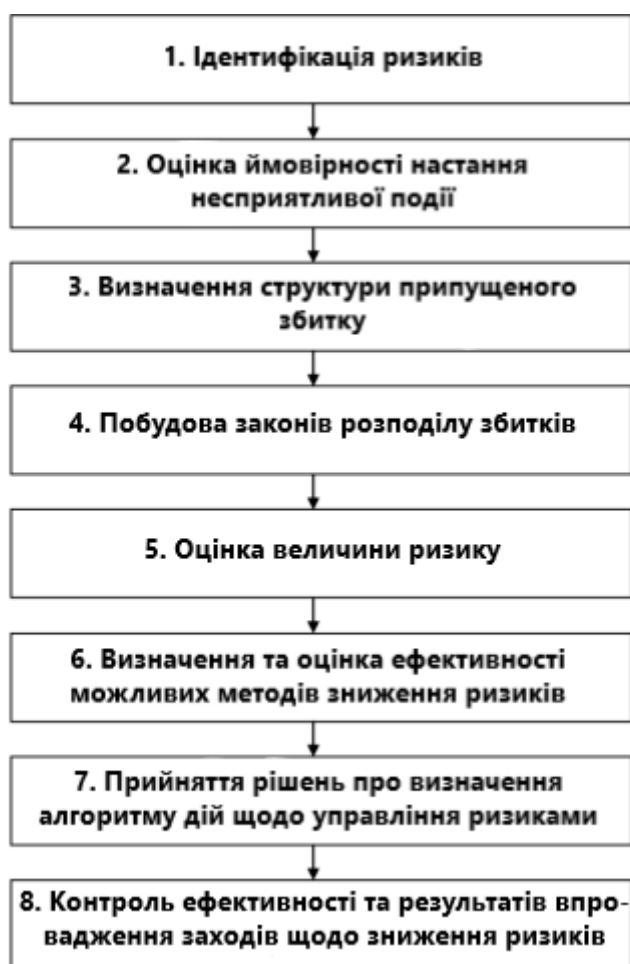 1. Ідентифікація ризиків
2. Оцінка ймовірності настання
несприятливої події
3. Визначення структури припущеного
збитку
4. Побудова законів розподілу збитків
5. Оцінка величини ризику
6. Визначення та оцінка ефективності
можливих методів зниження ризиків
7. Прийняття рішень про визначення
алгоритму дій щодо управління ризиками
8. Контроль ефективності та результатів впро-
вадження заходів щодо зниження ризиків